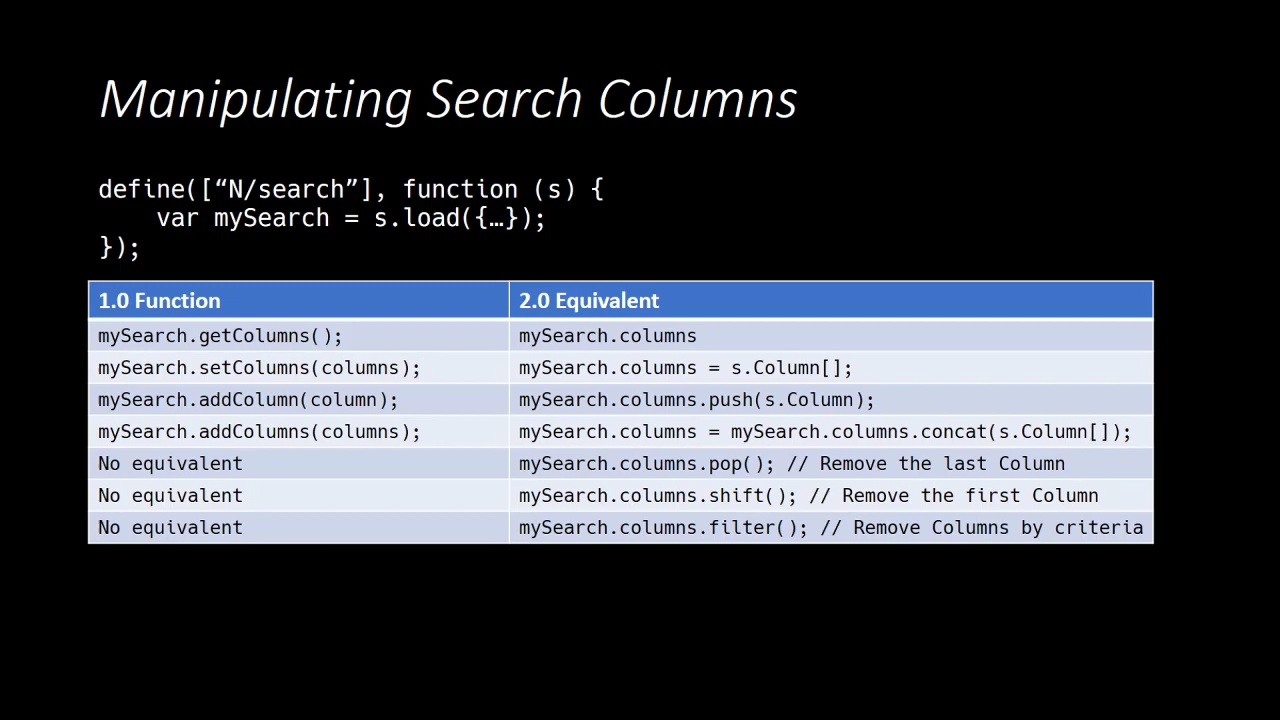 Manipulating Search Columns
define([“N/search”], function (s) {
var mySearch = s.load({…});
});
1.0 Function 2.0 Equivalent
mySearch.getColumns(); mySearch.columns
mySearch.setColumns(columns); mySearch.columns = s.Column[];
mySearch.addColumn(column); mySearch.columns.push(s.Column);
mySearch.addColumns(columns); mySearch.columns = mySearch.columns.concat(s.Column[]);
No equivalent mySearch.columns.pop(); // Remove the last Column
No equivalent mySearch.columns.shift(); // Remove the first Column
No equivalent mySearch.columns.filter(); // Remove Columns by criteria